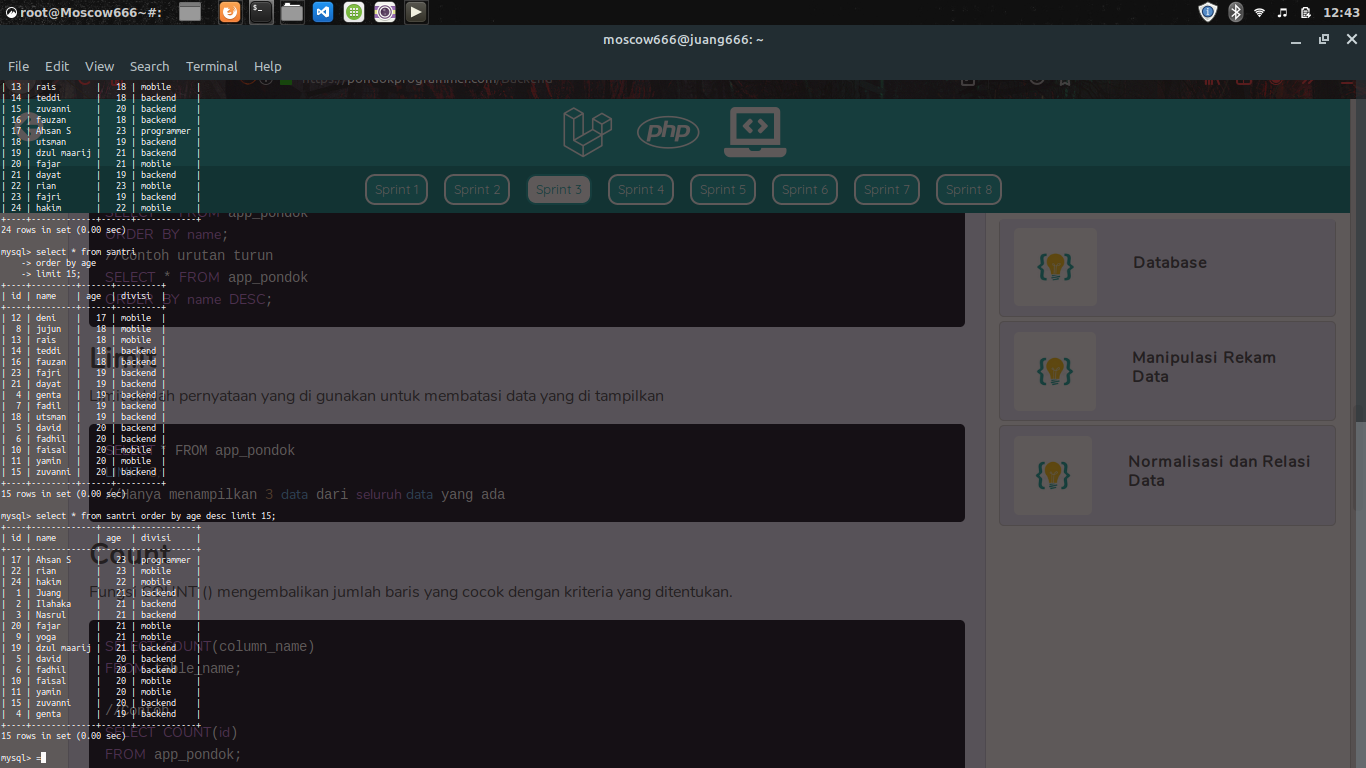 root@Moscow666~#:
12:43
moscow666@juang666: ~
File Edit View Search Terminal Help
https://pondokprogrammer.com/backend
php
Sprint 1 Sprint 2 Sprint 3 Sprint 4 Sprint 5 Sprint 6 Sprint 7 Sprint 8
| 13 | rais | 18 | mobile |
| 14 | teddi | 18 | backend |
| 15 | zuvanni | 20 | backend |
| 16 | fauzan | 18 | backend |
| 17 | Ahsan S | 23 | programmer |
| 18 | utsman | 19 | backend |
| 19 | dzul maarij | 21 | backend |
| 20 | fajar | 21 | mobile |
| 21 | dayat | 19 | backend |
| 22 | rian | 23 | mobile |
| 23 | fajri | 19 | backend |
| 24 | hakim | 22 | mobile |
+----+-------------+------+------------+
24 rows in set (0.00 sec)
mysql> select * from santri
-> order by age
-> limit 15;
+----+---------+------+---------+
| id | name | age | divisi |
+----+---------+------+---------+
| 12 | deni | 17 | mobile |
| 8 | jujun | 18 | mobile |
| 13 | rais | 18 | mobile |
| 14 | teddi | 18 | backend |
| 16 | fauzan | 18 | backend |
| 23 | fajri | 19 | backend |
| 21 | dayat | 19 | backend |
| 4 | genta | 19 | backend |
| 7 | fadil | 19 | backend |
| 18 | utsman | 19 | backend |
| 5 | david | 20 | backend |
| 6 | fadhil | 20 | backend |
| 10 | faisal | 20 | mobile |
| 11 | yamin | 20 | mobile |
| 15 | zuvanni | 20 | backend |
+----+---------+------+---------+
15 rows in set (0.00 sec)
mysql> select * from santri order by age desc limit 15;
+----+-------------+------+------------+
| id | name | age | divisi |
+----+-------------+------+------------+
| 17 | Ahsan S | 23 | programmer |
| 22 | rian | 23 | mobile |
| 24 | hakim | 22 | mobile |
| 1 | Juang | 21 | backend |
| 2 | Ilahaka | 21 | backend |
| 3 | Nasrul | 21 | backend |
| 20 | fajar | 21 | mobile |
| 9 | yoga | 21 | mobile |
| 19 | dzul maarij | 21 | backend |
| 5 | david | 20 | backend |
| 6 | fadhil | 20 | backend |
| 10 | faisal | 20 | mobile |
| 11 | yamin | 20 | mobile |
| 15 | zuvanni | 20 | backend |
| 4 | genta | 19 | backend |
+----+-------------+------+------------+
15 rows in set (0.00 sec)
mysql> =
SELECT * FROM app_pondok
ORDER BY name;
//contoh urutan turun
SELECT * FROM app_pondok
ORDER BY name DESC;
Limit
pernyataan yang di gunakan untuk membatasi data yang di tampilkan
SELECT * FROM app_pondok
//Hanya menampilkan 3 data dari seluruh data yang ada
Count
Fungsi COUNT () mengembalikan jumlah baris yang cocok dengan kriteria yang ditentukan.
SELECT COUNT(column_name)
FROM table_name;
//Contoh
SELECT COUNT(id)
FROM app_pondok;
Database
Manipulasi Rekam
Data
Normalisasi dan Relasi
Data